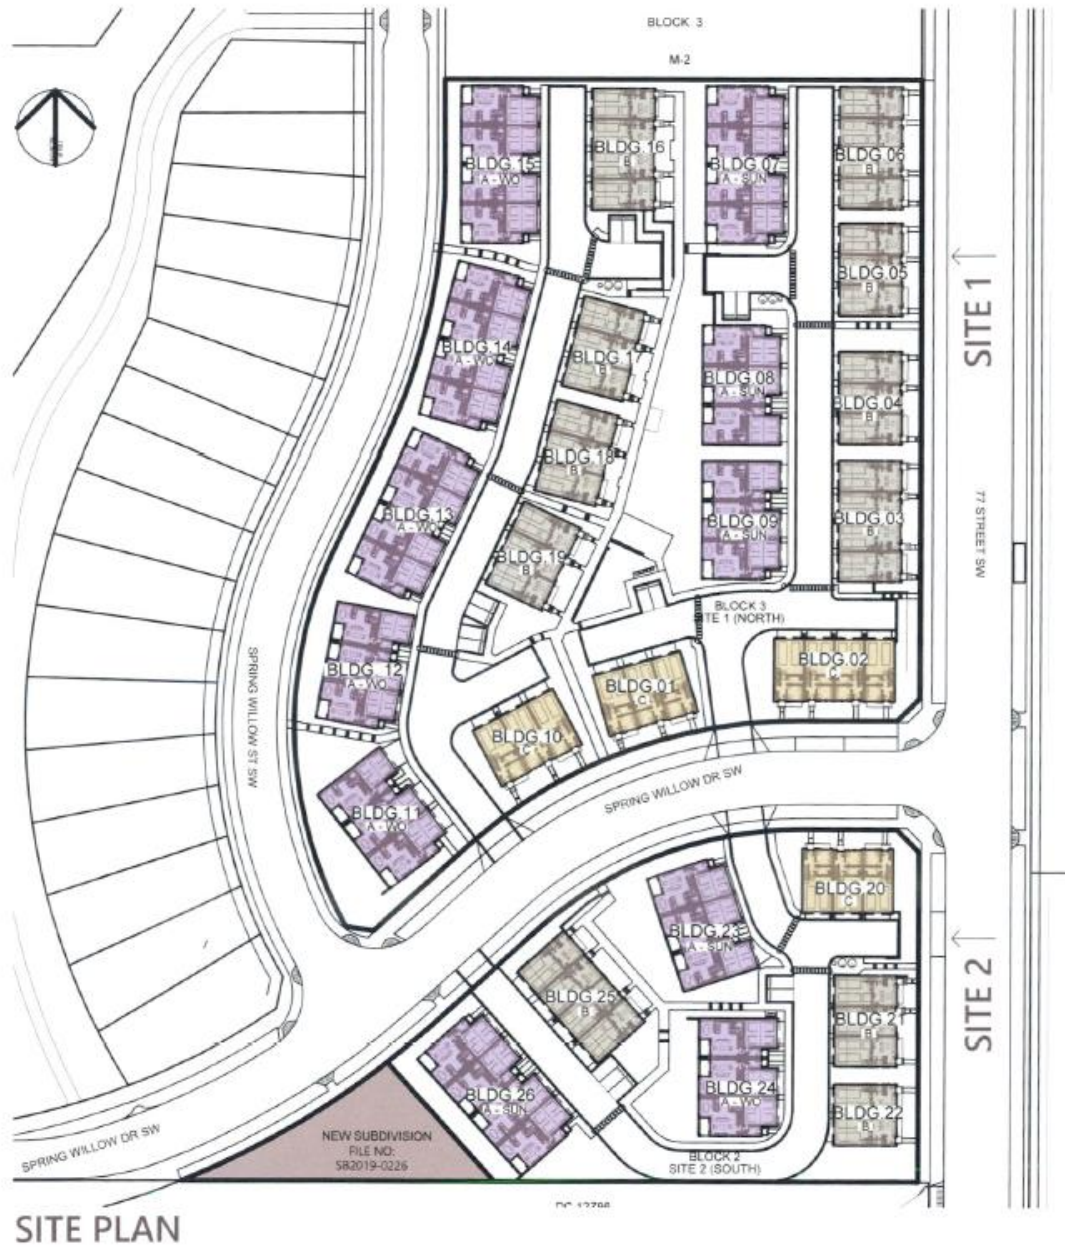 BLOCK 3
M-2
BLDG.15
A - WO
BLDG.16
B
BLDG.07
A - SUN
BLDG.06
B
BLDG.05
B
SITE 1
BLDG.14
A - WO
BLDG.17
B
BLDG.08
A - SUN
BLDG.04
B
BLDG.18
B
BLDG.13
A - WO
BLDG.09
A - SUN
BLDG.03
B
77 STREET SW
BLDG.19
B
BLOCK 3
SITE 1 (NORTH)
BLDG.12
A - WO
BLDG.01
C
BLDG.02
C
SPRING WILLOW ST SW
BLDG.10
C
SPRING WILLOW DR SW
BLDG.11
A - WO
BLDG.20
C
BLDG.23
A - SUN
BLDG.25
B
BLDG.21
B
SITE 2
BLDG.26
A - SUN
BLDG.24
A - WO
BLDG.22
B
NEW SUBDIVISION
FILE NO:
SB2019-0226
SPRING WILLOW DR SW
BLOCK 2
SITE 2 (SOUTH)
SITE PLAN